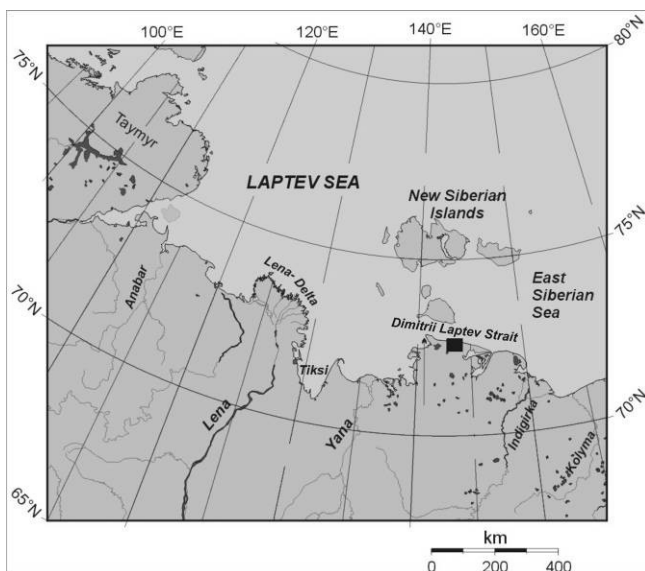 100°E
120°E
140°E
160°E
80°N
75°N
Taymyr
LAPTEV SEA
New Siberian
Islands
75°N
East
Siberian
Sea
Anabar
Lena-Delta
70°N
Dimitrii Laptev Strait
Tiksi
Lena
Yana
Indigirka
Kolyma
70°N
65°N
km
0 200 400